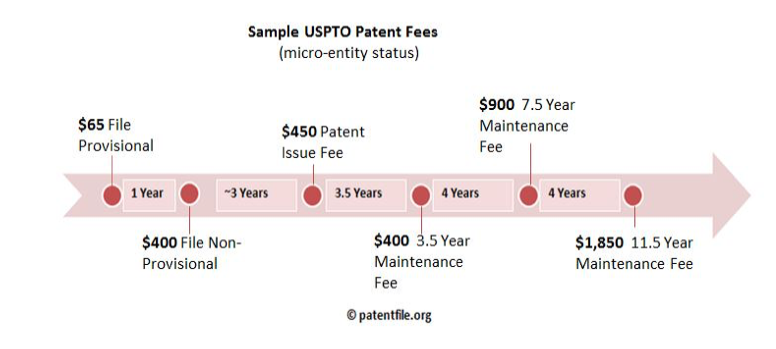 Sample USPTO Patent Fees
(micro-entity status)
$65 File
Provisional
$450 Patent
Issue Fee
$900 7.5 Year
Maintenance
Fee
1 Year
~3 Years
3.5 Years
4 Years
4 Years
$400 File Non-
Provisional
$400 3.5 Year
Maintenance
Fee
$1,850 11.5 Year
Maintenance Fee
© patentfile.org